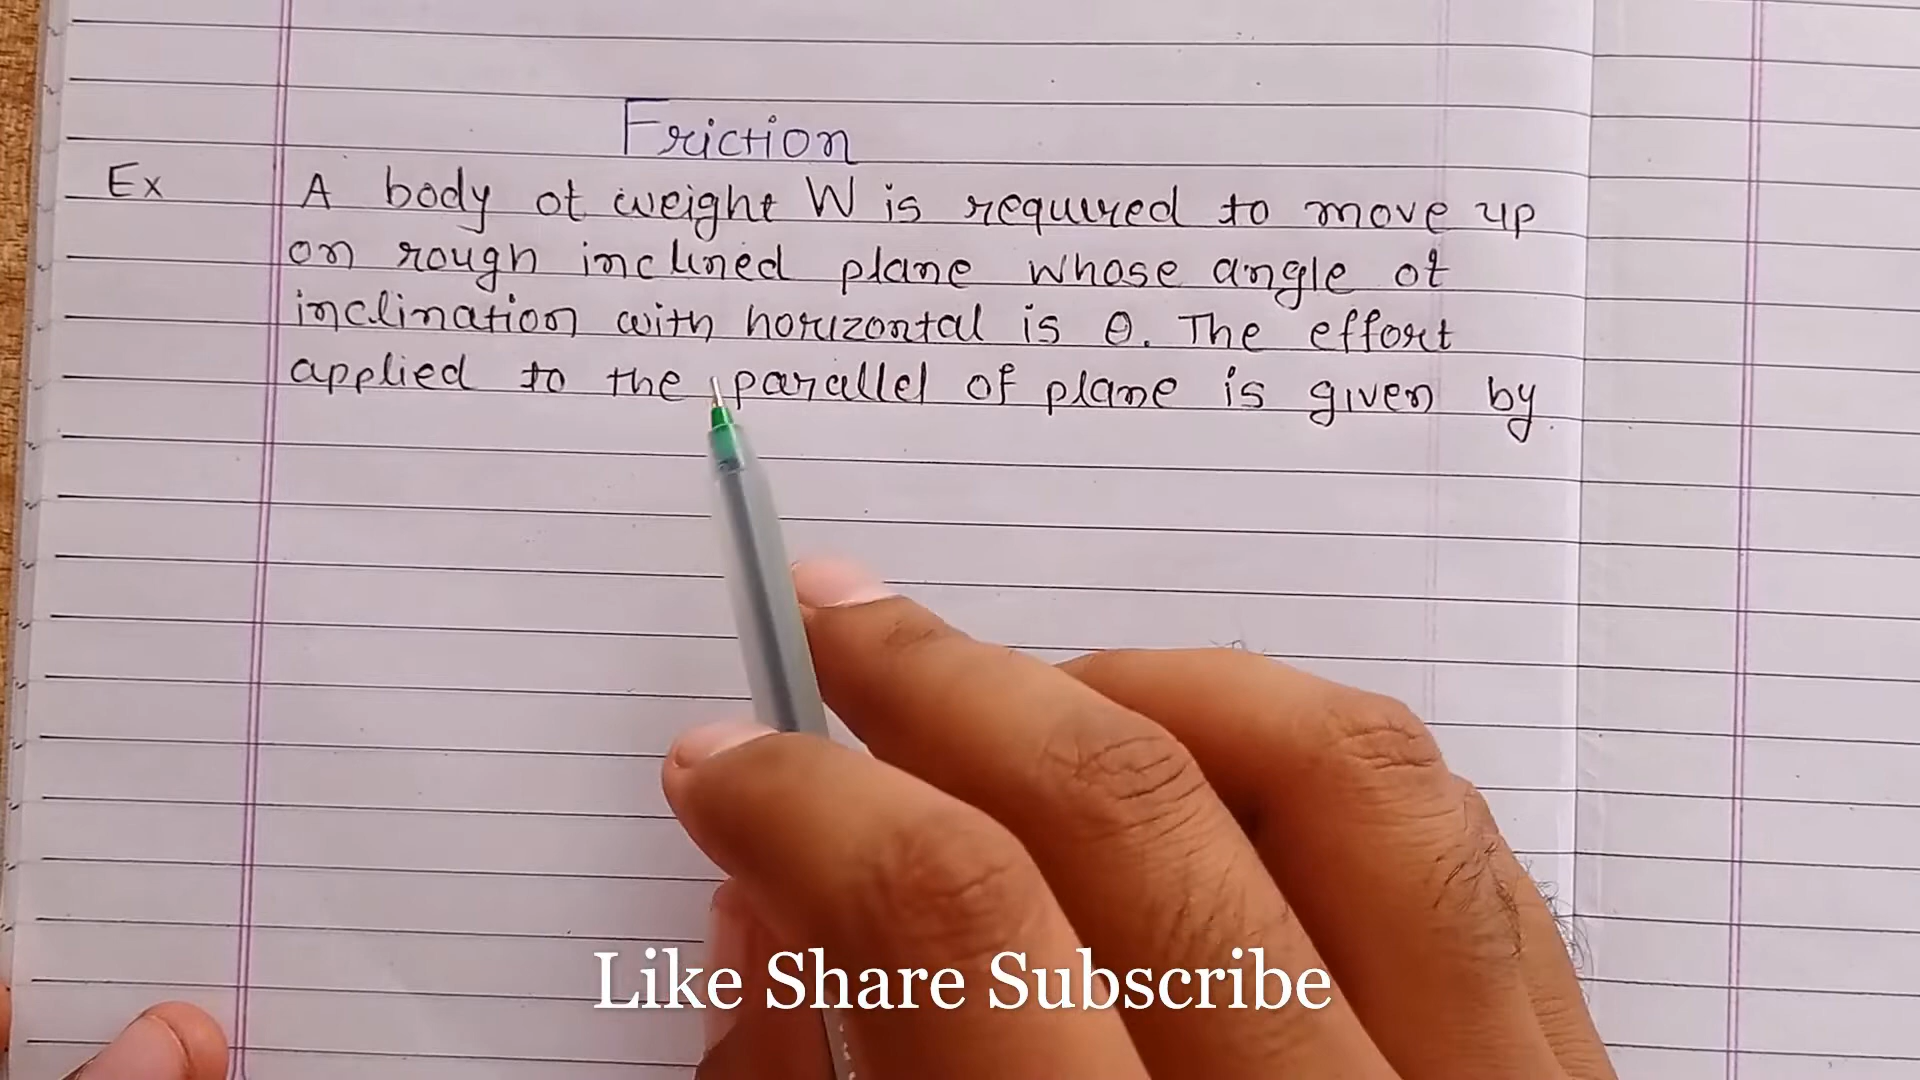 Friction
Ex A body of weight W is required to move up
on rough inclined plane whose angle of
inclination with horizontal is θ. The effort
applied to the parallel of plane is given by
Like Share Subscribe